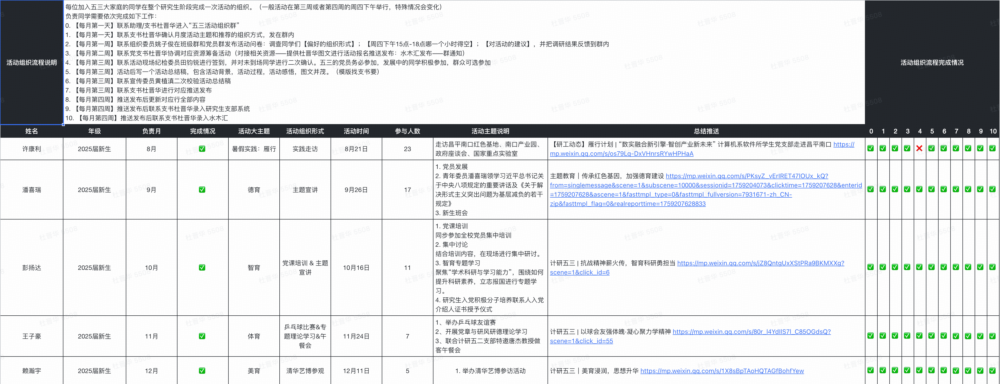 活动组织流程说明
每位加入五三大家庭的同学在整个研究生阶段完成一次活动的组织。（一般活动在第三周或者第四周的周四下午举行，特殊情况会变化）
负责同学需要依次完成如下工作：
0. 【每月第一天】联系助理/支书杜晋华进入“五三活动组织群”
1. 【每月第一天】联系支书杜晋华确认月度活动主题和推荐的组织方式，发在群内
2. 【每月第一周】联系组织委员姚子俊在班级群和党员群发布活动问卷：调查同学们【偏好的组织形式】；【周四下午15点-18点哪一个小时得空】；【对活动的建议】，并把调研结果反馈到群内
3. 【每月第二周】联系党支书杜晋华协调对应资源筹备活动（对接相关资源——提供杜晋华图文进行活动报名推送发布：水木汇发布——群通知）
4. 【每月第三周】联系活动现场纪检委员田钧锐进行签到，并对未到场同学进行二次确认。五三的党员务必参加，发展中的同学积极参加，群众可选参加
5. 【每月第三周】活动后写一个活动总结稿，包含活动背景，活动过程，活动感悟，图文并茂。（模版找支书要）
6. 【每月第三周】联系宣传委员黄植滇二次校验活动总结稿
7. 【每月第三周】联系支书杜晋华进行对应推送发布
8. 【每月第四周】推送发布后更新对应行全部内容
9. 【每月第四周】推送发布后联系支书杜晋华录入研究生支部系统
10. 【每月第四周】推送发布后联系支书杜晋华录入水木汇
活动组织流程完成情况
姓名 年级 负责月 完成情况 活动大主题 活动组织形式 活动时间 参与人数 活动主题说明 总结推送 0 1 2 3 4 5 6 7 8 9 10
许康利 2025届新生 8月 ✅ 暑假实践：雁行 实践走访 8月21日 23
走访昌平南口红色基地、南口产业园、
政府座谈会、国家重点实验室
【研工动态】雁行计划 | “数实融合新引擎·智创产业新未来” 计算机系软件所学生党支部走进昌平南口 https://
mp.weixin.qq.com/s/os79Lq-DxVHnrsRYwHPHaA
✅ ✅ ✅ ✅ ❌ ✅ ✅ ✅ ✅ ✅ ✅
潘喜瑞 2025届新生 9月 ✅ 德育 主题宣讲 9月26日 17
1. 党员发展
2. 青年委员潘喜瑞领学习近平总书记关
于中央八项规定的重要讲话及《关于解
决形式主义突出问题为基层减负的若干
规定》
3. 新生班会
主题教育｜传承红色基因，加强德育建设 https://mp.weixin.qq.com/s/PKsyZ_vErlRET47lOUx_kQ?
from=singlemessage&scene=1&subscene=10000&sessionid=1759204073&clicktime=1759207628&enterid
=1759207628&ascene=1&fasttmpl_type=0&fasttmpl_fullversion=7931671-zh_CN-
zip&fasttmpl_flag=0&realreporttime=1759207628833
✅ ✅ ✅ ✅ ✅ ✅ ✅ ✅ ✅ ✅ ✅
彭扬达 2025届新生 10月 ✅ 智育
党课培训 & 主题
宣讲
10月16日 11
1. 党课培训
同步参加全校党员集中培训
2. 集中讨论
结合培训内容，在现场进行集中研讨。
3. 智育专题学习
聚焦“学术科研与学习能力”，围绕如何
提升科研素养，立志报国进行专题学
习。
4. 研究生入党积极分子培养联系人入党
介绍人证书授予仪式
计研五三 | 抗战精神薪火传，智育科研勇担当 https://mp.weixin.qq.com/s/jZ8QntgUxXStPRa9BKMXXg?
scene=1&click_id=6
✅ ✅ ✅ ✅ ✅ ✅ ✅ ✅ ✅ ✅ ✅
王子豪 2025届新生 11月 ✅ 体育
乒乓球比赛&专
题理论学习&午
餐会
11月24日 7
1、举办乒乓球友谊赛
2、开展党章与研风研德理论学习
3、联合计研五二支部特邀唐杰教授做
客午餐会
计研五三 | 以球会友强体魄·凝心聚力学精神 https://mp.weixin.qq.com/s/80r_l4YdIlS7l_C85OGdsQ?
scene=1&click_id=55
✅ ✅ ✅ ✅ ✅ ✅ ✅ ✅ ✅ ✅ ✅
赖瀚宇 2025届新生 12月 ✅ 美育 清华艺博参观 12月11日 5
1. 举办清华艺博参访活动
计研五三｜美育浸润，思想升华 https://mp.weixin.qq.com/s/1X8sBpTAoHQTAGfBohfYew
✅ ✅ ✅ ✅ ✅ ✅ ✅ ✅ ✅ ✅ ✅
杜晋华 5508